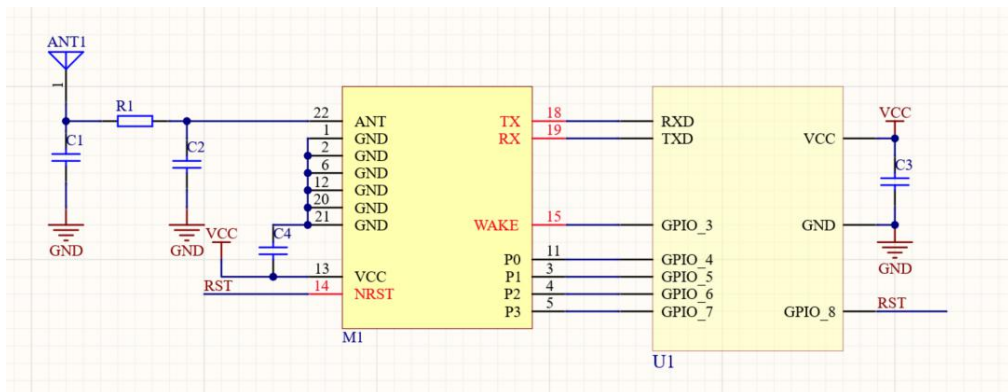 ANT1
1
R1
C1
C2
GND
GND
VCC
RST
C4
22 ANT
1 GND
2 GND
6 GND
12 GND
20 GND
21 GND
13 VCC
14 NRST
TX 18
RX 19
WAKE 15
P0 11
P1 3
P2 4
P3 5
M1
RXD
TXD
GPIO_3
GPIO_4
GPIO_5
GPIO_6
GPIO_7
VCC
GND
GPIO_8
U1
VCC
C3
GND
RST